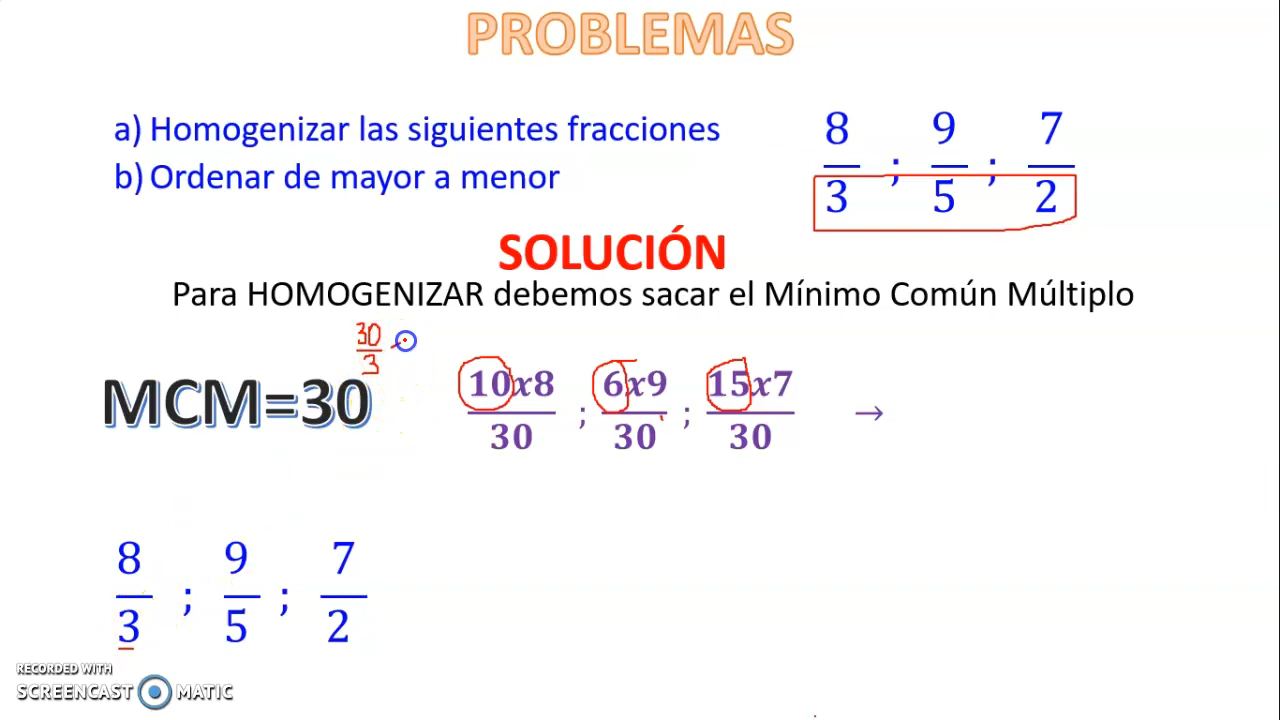 PROBLEMAS
a) Homogenizar las siguientes fracciones
b) Ordenar de mayor a menor
8/3 ; 9/5 ; 7/2
SOLUCIÓN
Para HOMOGENIZAR debemos sacar el Mínimo Común Múltiplo
30/3
MCM=30
10x8/30 ; 6x9/30 ; 15x7/30 →
8/3 ; 9/5 ; 7/2
RECORDED WITH
SCREENCAST MATIC